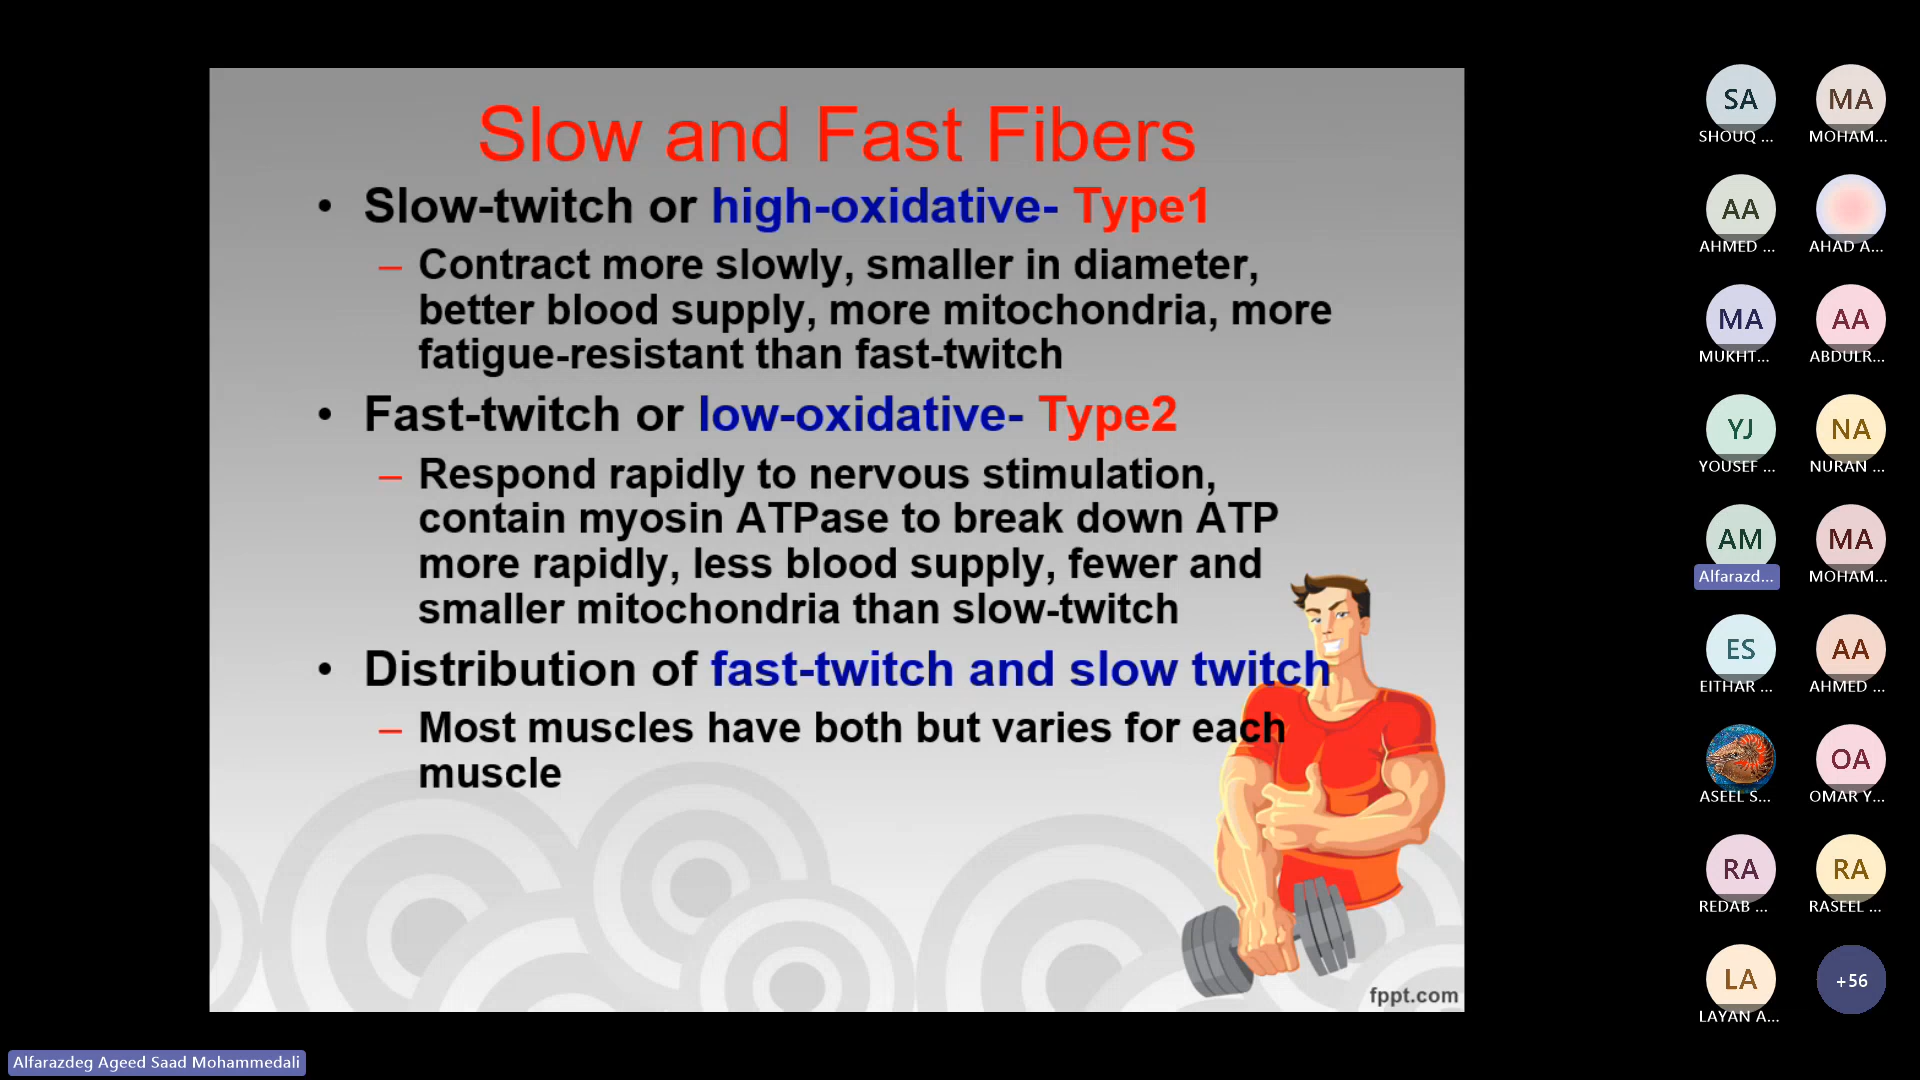 Slow and Fast Fibers
• Slow-twitch or high-oxidative- Type1
– Contract more slowly, smaller in diameter,
better blood supply, more mitochondria, more
fatigue-resistant than fast-twitch
• Fast-twitch or low-oxidative- Type2
– Respond rapidly to nervous stimulation,
contain myosin ATPase to break down ATP
more rapidly, less blood supply, fewer and
smaller mitochondria than slow-twitch
• Distribution of fast-twitch and slow twitch
– Most muscles have both but varies for each
muscle
fppt.com
SA MA
SHOUQ ... MOHAM...
AA
AHMED ... AHAD A...
MA AA
MUKHT... ABDULR...
YJ NA
YOUSEF ... NURAN ...
AM MA
Alfarazd... MOHAM...
ES AA
EITHAR ... AHMED ...
OA
ASEEL S... OMAR Y...
RA RA
REDAB ... RASEEL ...
LA +56
LAYAN A...
Alfarazdeg Ageed Saad Mohammedali